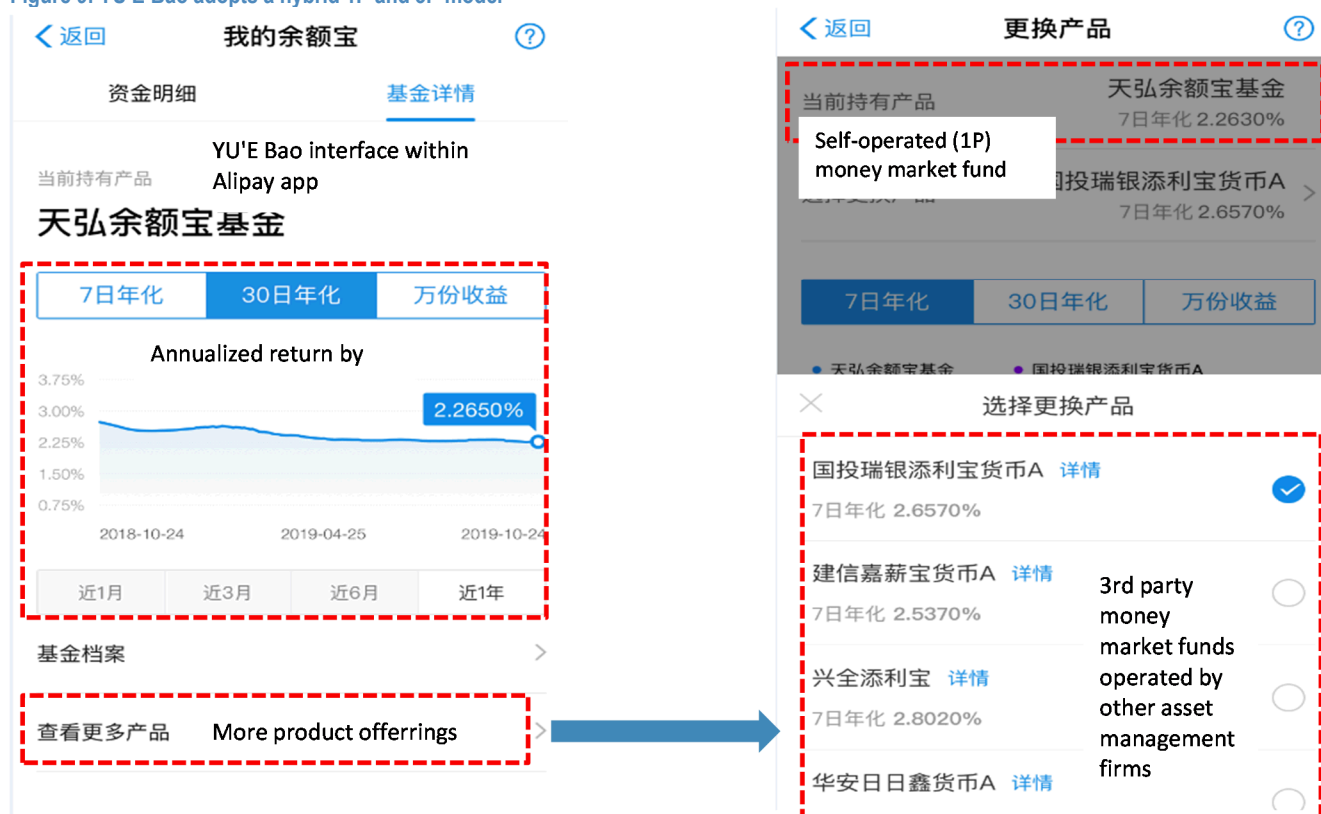 我的余额宝
返回
资金明细
基金详情
YU'E Bao interface within
Alipay app
当前持有产品
天弘余额宝基金
7日年化
30日年化
万份收益
Annualized return by
3.75%
3.00%
2.2650%
2.25%
1.50%
0.75%
2018-10-24
2019-04-25
2019-10-24
近1月
近3月
近6月
近1年
基金档案
查看更多产品
More product offerrings
返回
更换产品
当前持有产品
天弘余额宝基金
7日年化 2.2630%
Self-operated (1P)
money market fund
投瑞银添利宝货币A
7日年化 2.6570%
7日年化
30日年化
万份收益
天弘余额宝基金
国投瑞银添利宝货币A
选择更换产品
国投瑞银添利宝货币A 详情
7日年化 2.6570%
建信嘉薪宝货币A 详情
7日年化 2.5370%
兴全添利宝 详情
7日年化 2.8020%
华安日日鑫货币A 详情
3rd party
money
market funds
operated by
other asset
management
firms